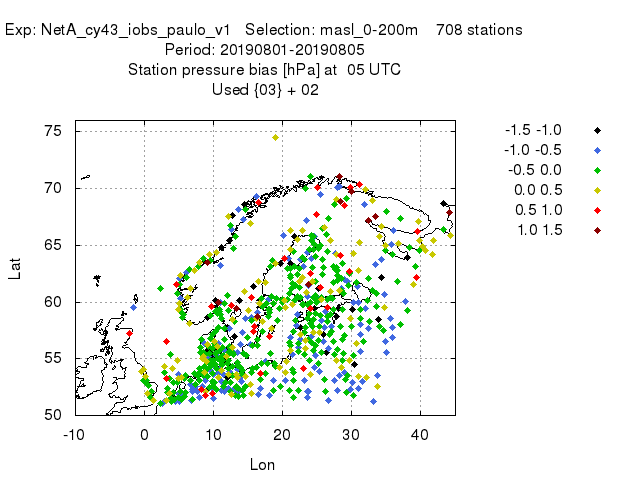 Exp: NetA_cy43_iobs_paulo_v1   Selection: masl_0-200m    708 stations
Period: 20190801-20190805
Station pressure bias [hPa] at  05 UTC
Used {03} + 02
-1.5 -1.0
-1.0 -0.5
-0.5 0.0
0.0 0.5
0.5 1.0
1.0 1.5
75
70
65
60
55
50
Lat
-10 0 10 20 30 40
Lon